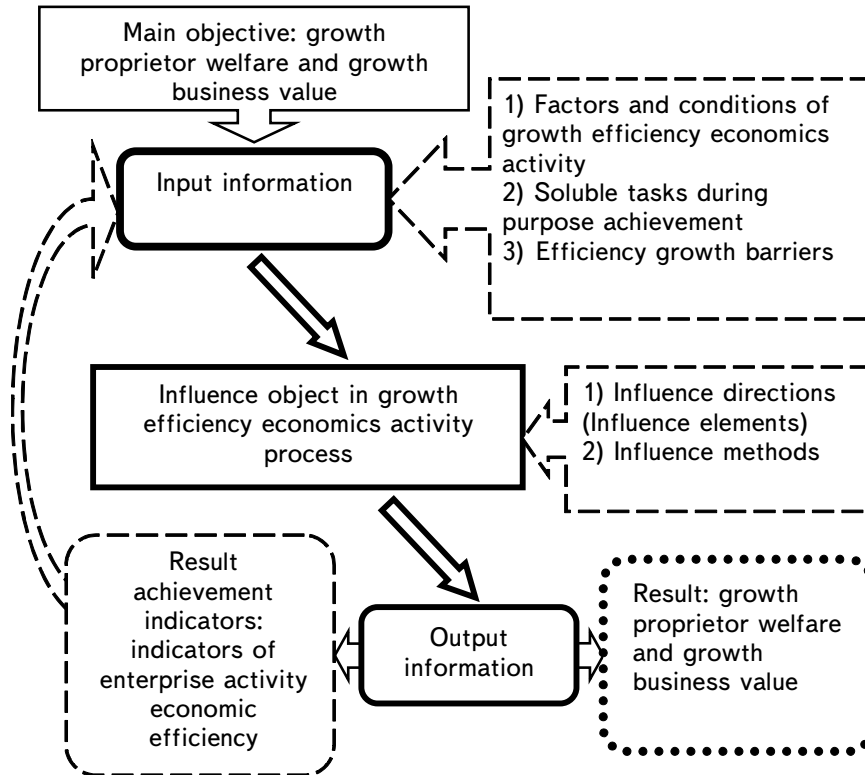 Main objective: growth
proprietor welfare and growth
business value
1) Factors and conditions of
growth efficiency economics
activity
2) Soluble tasks during
purpose achievement
3) Efficiency growth barriers
Input information
Influence object in growth
efficiency economics activity
process
1) Influence directions
(Influence elements)
2) Influence methods
Result
achievement
indicators:
indicators of
enterprise activity
economic
efficiency
Output
information
Result: growth
proprietor welfare
and growth
business value